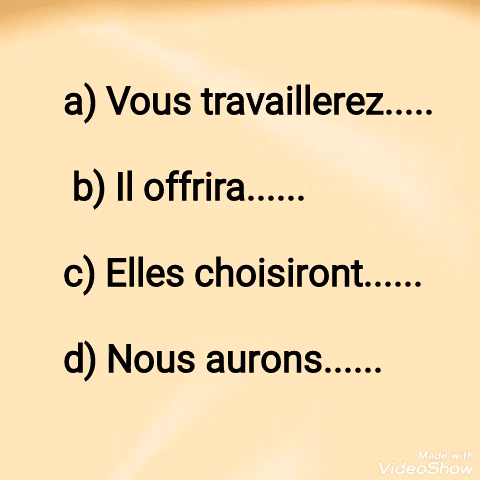 a) Vous travaillerez.....
b) Il offrira......
c) Elles choisiront......
d) Nous aurons......
Made with
VideoShow